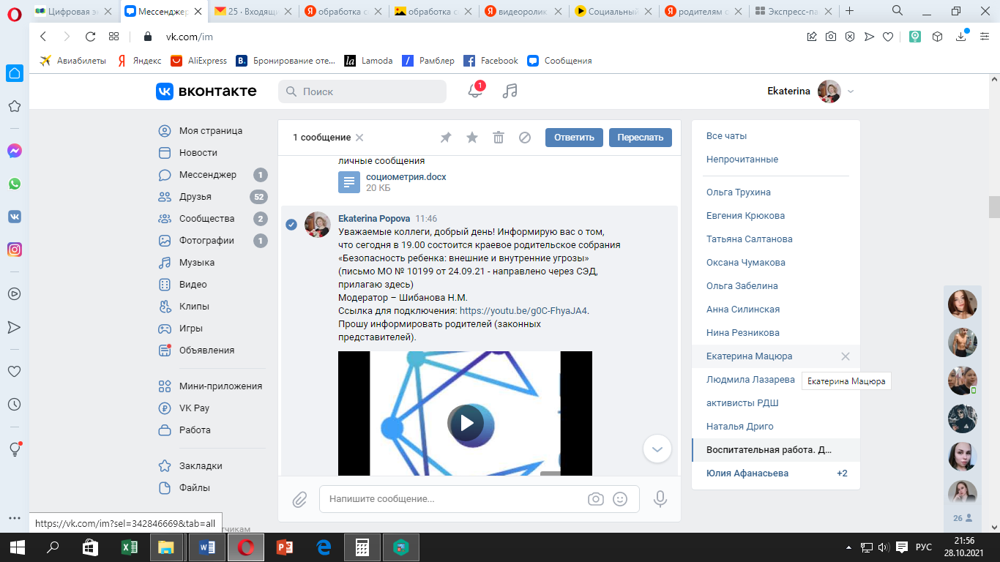 Цифровая эк
Мессенджер
25 · Входящи
обработка с
обработка с
видеоролик
Социальный
родителям с
Экспресс-па
vk.com/im
Авиабилеты
Яндекс
AliExpress
Бронирование оте...
Lamoda
Рамблер
Facebook
Сообщения
вконтакте
Поиск
1
Ekaterina
Моя страница
Новости
Мессенджер 1
Друзья 52
Сообщества 2
Фотографии 1
Музыка
Видео
Клипы
Игры
Объявления
Мини-приложения
VK Pay
Работа
Закладки
Файлы
1 сообщение
Ответить
Переслать
личные сообщения
социометрия.docx
20 КБ
Ekaterina Popova 11:46
Уважаемые коллеги, добрый день! Информирую вас о том,
что сегодня в 19.00 состоится краевое родительское собрания
«Безопасность ребенка: внешние и внутренние угрозы»
(письмо МО № 10199 от 24.09.21 - направлено через СЭД,
прилагаю здесь)
Модератор – Шибанова Н.М.
Ссылка для подключения: https://youtu.be/g0C-FhyaJA4.
Прошу информировать родителей (законных
представителей).
Напишите сообщение...
Все чаты
Непрочитанные
Ольга Трухина
Евгения Крюкова
Татьяна Салтанова
Оксана Чумакова
Ольга Забелина
Анна Силинская
Нина Резникова
Екатерина Мацюра
Людмила Лазарева
Екатерина Мацюра
активисты РДШ
Наталья Дриго
Воспитательная работа. Д...
Юлия Афанасьева +2
26
https://vk.com/im?sel=342846669&tab=all
тчикам
РУС
21:56
28.10.2021